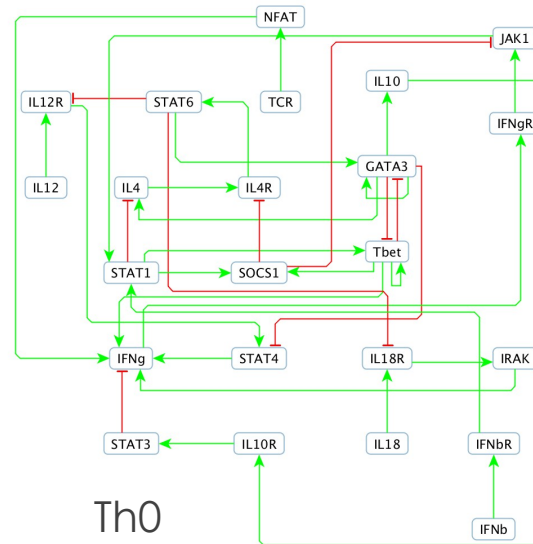 NFAT
JAK1
IL10
IL12R
STAT6
TCR
IFNgR
GATA3
IL12
IL4
IL4R
Tbet
STAT1
SOCS1
IFNg
STAT4
IL18R
IRAK
STAT3
IL10R
IL18
IFNbR
Th0
IFNb